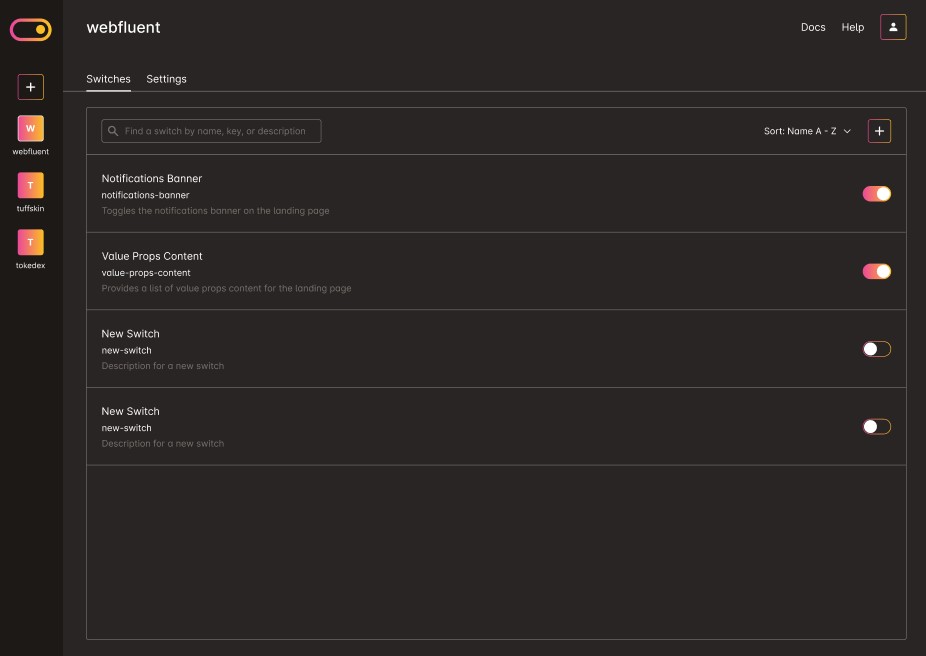 webfluent
Docs
Help
W
webfluent
T
tuffskin
T
tokedex
Switches
Settings
Find a switch by name, key, or description
Sort: Name A - Z
Notifications Banner
notifications-banner
Toggles the notifications banner on the landing page
Value Props Content
value-props-content
Provides a list of value props content for the landing page
New Switch
new-switch
Description for a new switch
New Switch
new-switch
Description for a new switch